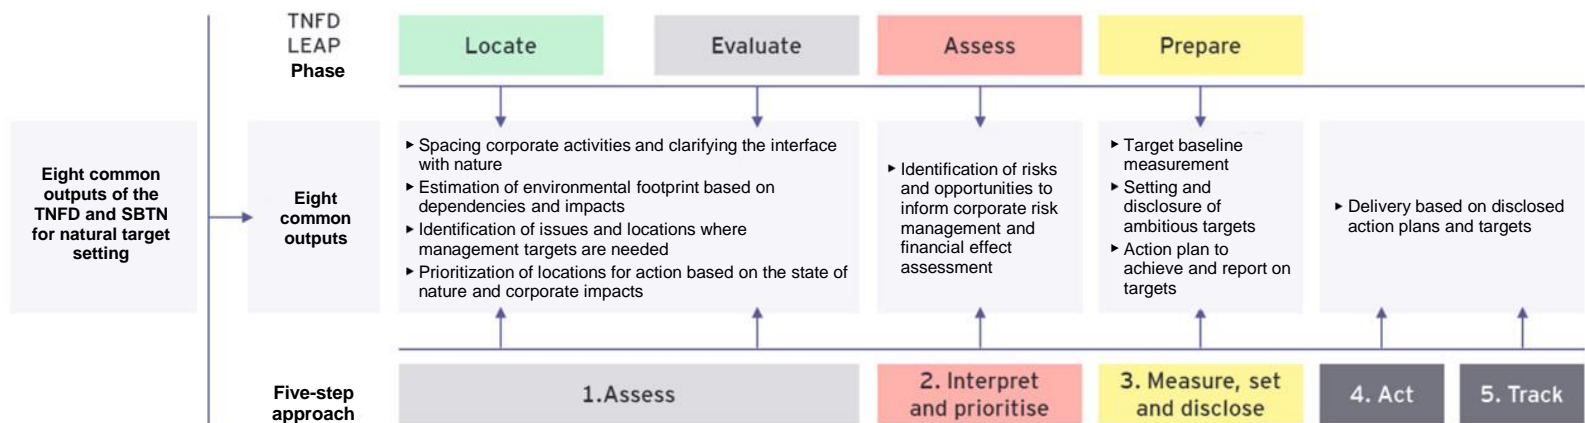 TNFD
LEAP
Phase
Locate
Evaluate
Assess
Prepare
Eight common
outputs of the
TNFD and SBTN
for natural target
setting
Eight
common
outputs
▸ Spacing corporate activities and clarifying the interface
with nature
▸ Estimation of environmental footprint based on
dependencies and impacts
▸ Identification of issues and locations where
management targets are needed
▸ Prioritization of locations for action based on the state of
nature and corporate impacts
▸ Identification of risks
and opportunities to
inform corporate risk
management and
financial effect
assessment
▸ Target baseline
measurement
▸ Setting and
disclosure of
ambitious targets
▸ Action plan to
achieve and report on
targets
▸ Delivery based on disclosed
action plans and targets
Five-step
approach
1.Assess
2. Interpret
and prioritise
3. Measure, set
and disclose
4. Act
5. Track